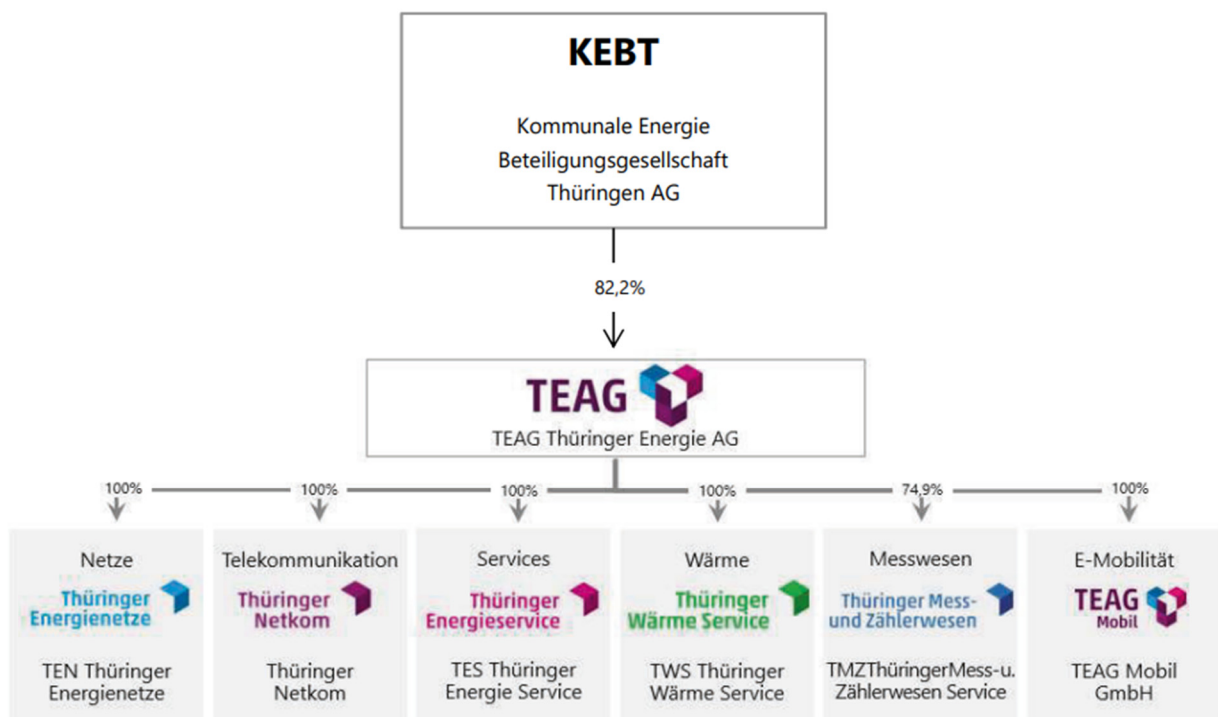 KEBT
Kommunale Energie
Beteiligungsgesellschaft
Thüringen AG
82,2%
TEAG
TEAG Thüringer Energie AG
100%
100%
100%
100%
74,9%
100%
Netze
Thüringer
Energienetze
TEN Thüringer
Energienetze
Telekommunikation
Thüringer
Netkom
Thüringer
Netkom
Services
Thüringer
Energieservice
TES Thüringer
Energie Service
Wärme
Thüringer
Wärme Service
TWS Thüringer
Wärme Service
Messwesen
Thüringer Mess-
und Zählerwesen
TMZThüringerMess-u.
Zählerwesen Service
E-Mobilität
TEAG
Mobil
TEAG Mobil
GmbH